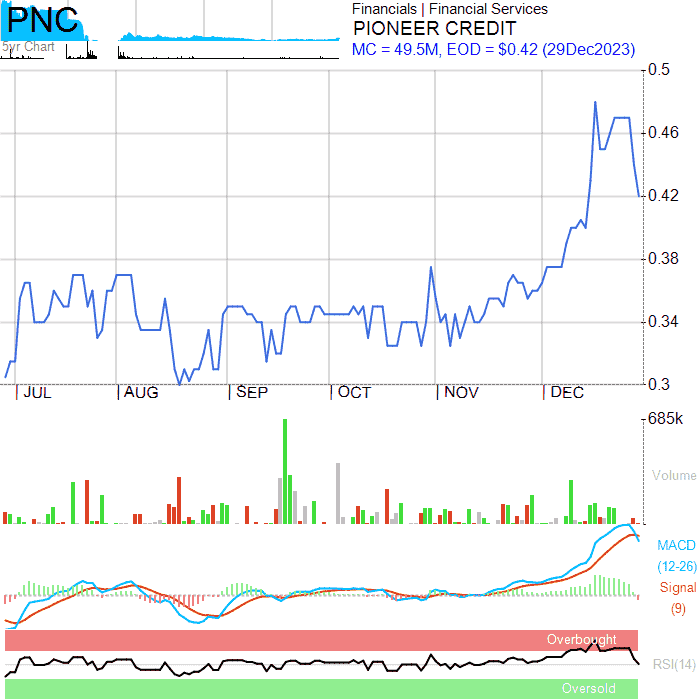 PNC
5yr Chart
Financials | Financial Services
PIONEER CREDIT
MC = 49.5M, EOD = $0.42 (29Dec2023)
0.5
0.46
0.42
0.38
0.34
0.3
JUL AUG SEP OCT NOV DEC
685k
Volume
MACD
(12-26)
Signal
(9)
Overbought
RSI(14)
Oversold